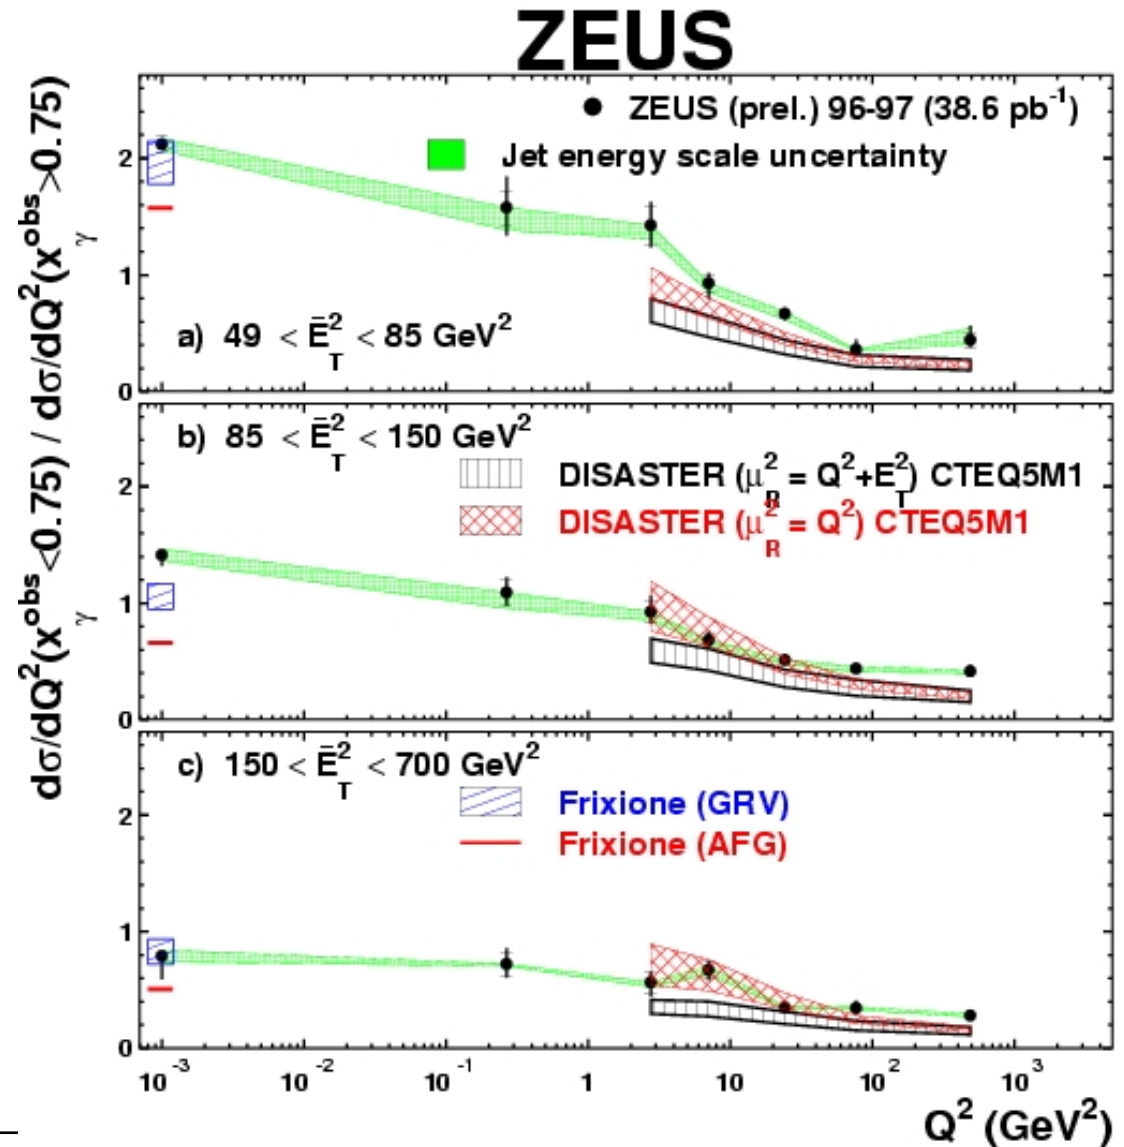 ZEUS
dσ/dQ²(x^obs_γ<0.75) / dσ/dQ²(x^obs_γ>0.75)
ZEUS (prel.) 96-97 (38.6 pb⁻¹)
Jet energy scale uncertainty
2
1
0
a) 49 < Ē²_T < 85 GeV²
b) 85 < Ē²_T < 150 GeV²
DISASTER (μ²_R = Q²+E²_T) CTEQ5M1
DISASTER (μ²_R = Q²) CTEQ5M1
2
1
0
c) 150 < Ē²_T < 700 GeV²
Frixione (GRV)
Frixione (AFG)
2
1
0
10⁻³ 10⁻² 10⁻¹ 1 10 10² 10³
Q² (GeV²)